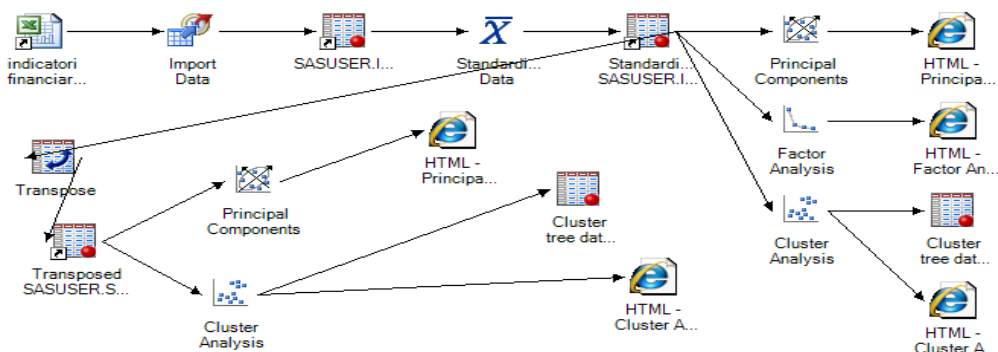 indicatori
financiar...
Import
Data
SASUSER.I...
Standardi...
Data
Standardi...
SASUSER.I...
Principal
Components
HTML -
Principa...
Transpose
Principal
Components
HTML -
Principa...
Factor
Analysis
HTML -
Factor An...
Transposed
SASUSER.S...
Cluster
Analysis
Cluster
tree dat...
HTML -
Cluster A...
Cluster
Analysis
Cluster
tree dat...
HTML -
Cluster A...